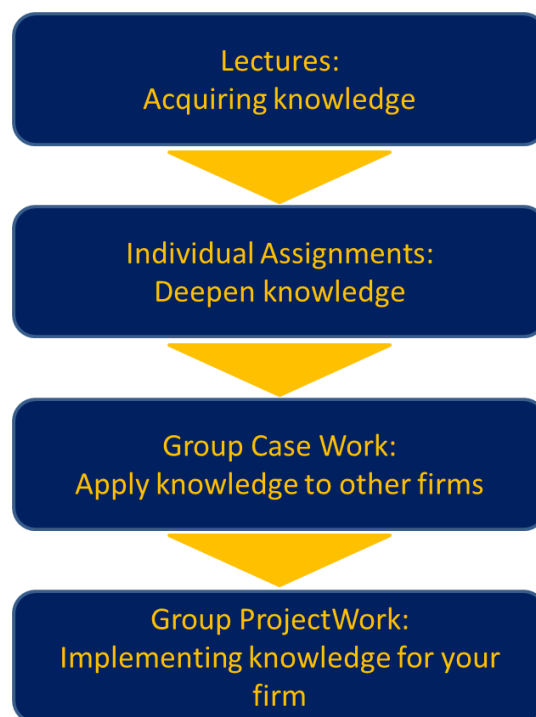 Lectures:
Acquiring knowledge
Individual Assignments:
Deepen knowledge
Group Case Work:
Apply knowledge to other firms
Group ProjectWork:
Implementing knowledge for your
firm